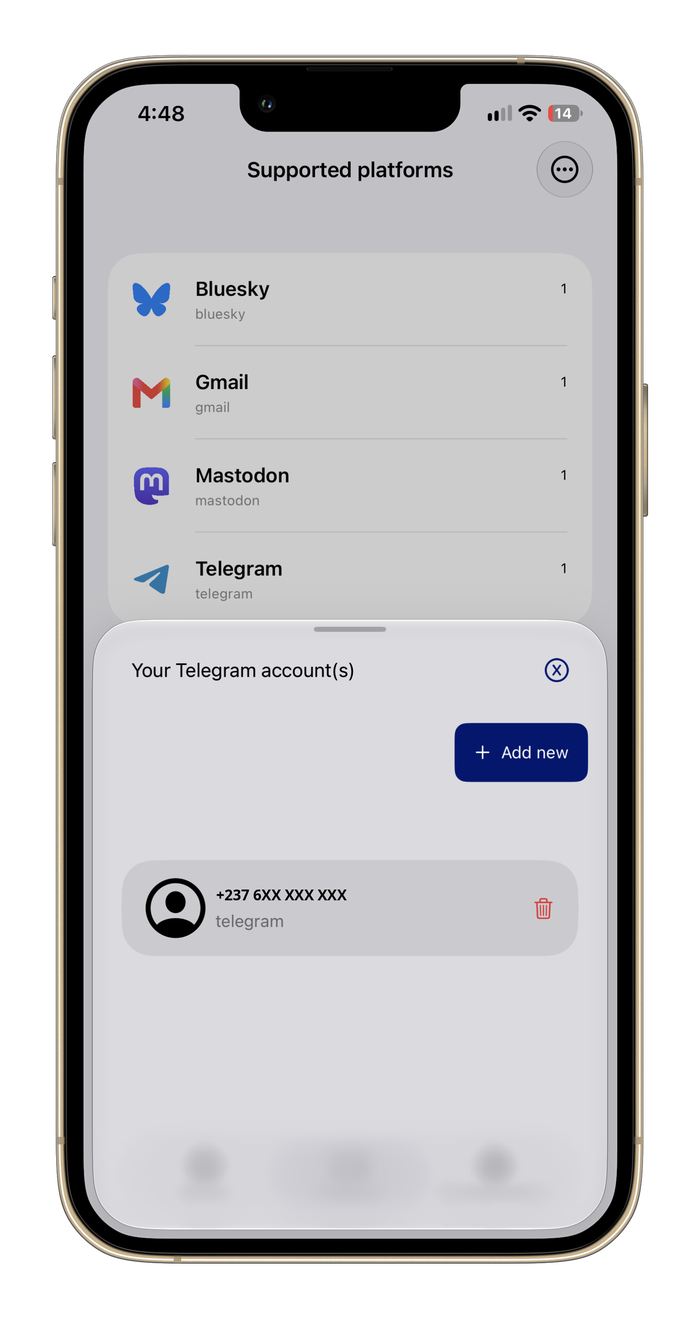 4:48
14
Supported platforms
Bluesky
1
bluesky
Gmail
1
gmail
Mastodon
1
mastodon
Telegram
1
telegram
Your Telegram account(s)
X
+ Add new
+237 6XX XXX XXX
telegram